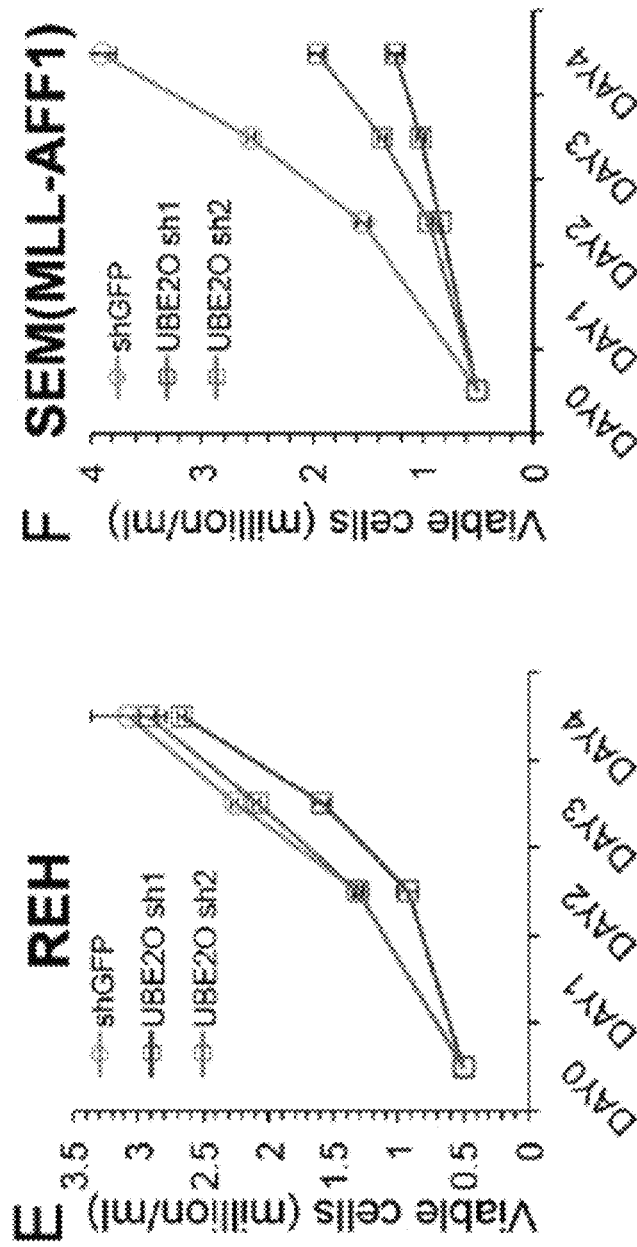 E
REH
shGFP
UBE2O sh1
UBE2O sh2
Viable cells (million/ml)
3.5
3
2.5
2
1.5
1
0.5
0
DAY0 DAY1 DAY2 DAY3 DAY4
F
SEM(MLL-AFF1)
shGFP
UBE2O sh1
UBE2O sh2
Viable cells (million/ml)
4
3
2
1
0
DAY0 DAY1 DAY2 DAY3 DAY4